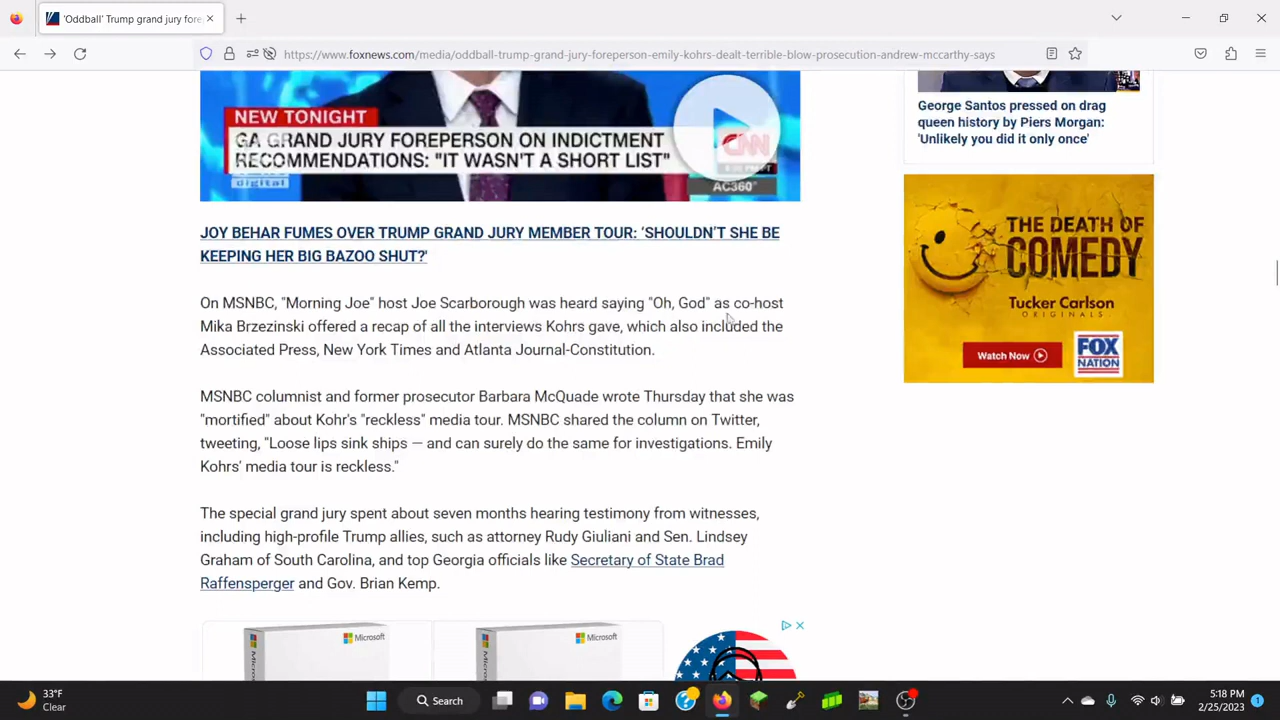 'Oddball' Trump grand jury fore
https://www.foxnews.com/media/oddball-trump-grand-jury-foreperson-emily-kohrs-dealt-terrible-blow-prosecution-andrew-mccarthy-says
NEW TONIGHT
GA GRAND JURY FOREPERSON ON INDICTMENT
RECOMMENDATIONS: "IT WASN'T A SHORT LIST"
digital
CNN
AC360°
George Santos pressed on drag
queen history by Piers Morgan:
'Unlikely you did it only once'
THE DEATH OF
COMEDY
Tucker Carlson
ORIGINALS
Watch Now
FOX
NATION
JOY BEHAR FUMES OVER TRUMP GRAND JURY MEMBER TOUR: ‘SHOULDN’T SHE BE
KEEPING HER BIG BAZOO SHUT?’
On MSNBC, "Morning Joe" host Joe Scarborough was heard saying "Oh, God" as co-host
Mika Brzezinski offered a recap of all the interviews Kohrs gave, which also included the
Associated Press, New York Times and Atlanta Journal-Constitution.
MSNBC columnist and former prosecutor Barbara McQuade wrote Thursday that she was
"mortified" about Kohr's "reckless" media tour. MSNBC shared the column on Twitter,
tweeting, "Loose lips sink ships — and can surely do the same for investigations. Emily
Kohrs' media tour is reckless."
The special grand jury spent about seven months hearing testimony from witnesses,
including high-profile Trump allies, such as attorney Rudy Giuliani and Sen. Lindsey
Graham of South Carolina, and top Georgia officials like Secretary of State Brad
Raffensperger and Gov. Brian Kemp.
Microsoft
Microsoft
33°F
Clear
Search
5:18 PM
2/25/2023